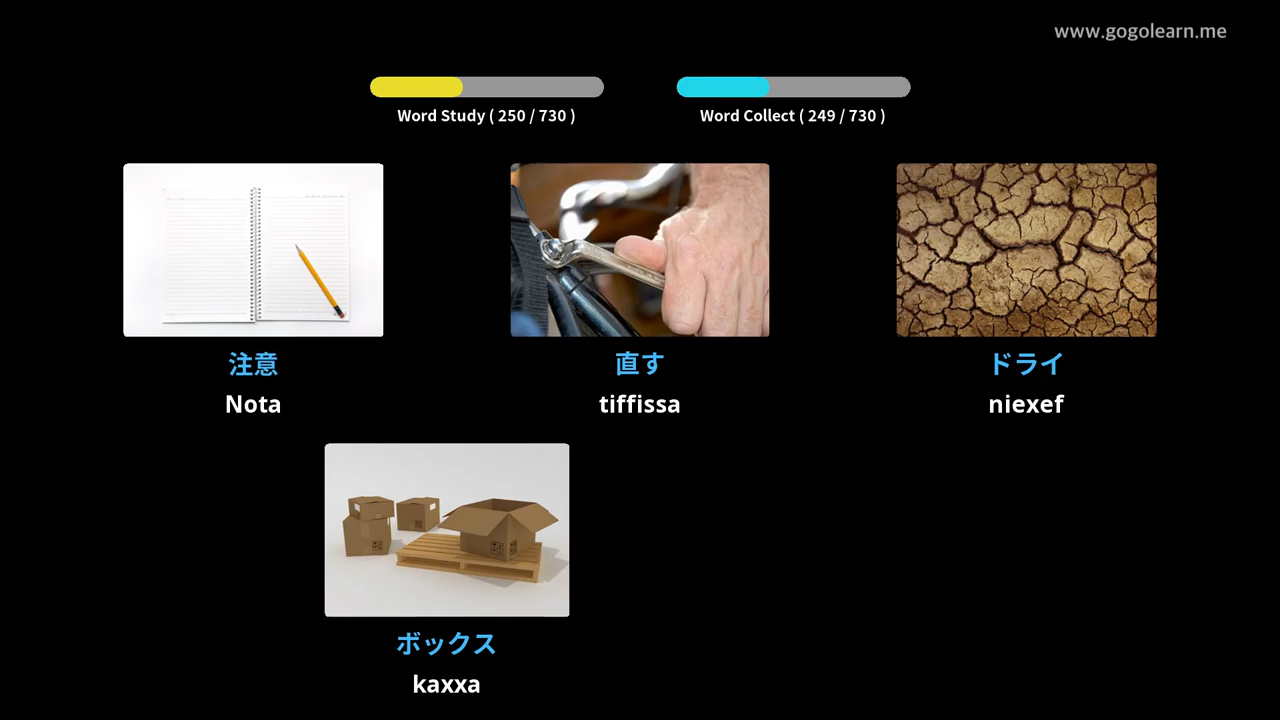 www.gogolearn.me
Word Study ( 250 / 730 )
Word Collect ( 249 / 730 )
注意
Nota
直す
tiffissa
ドライ
niexef
ボックス
kaxxa